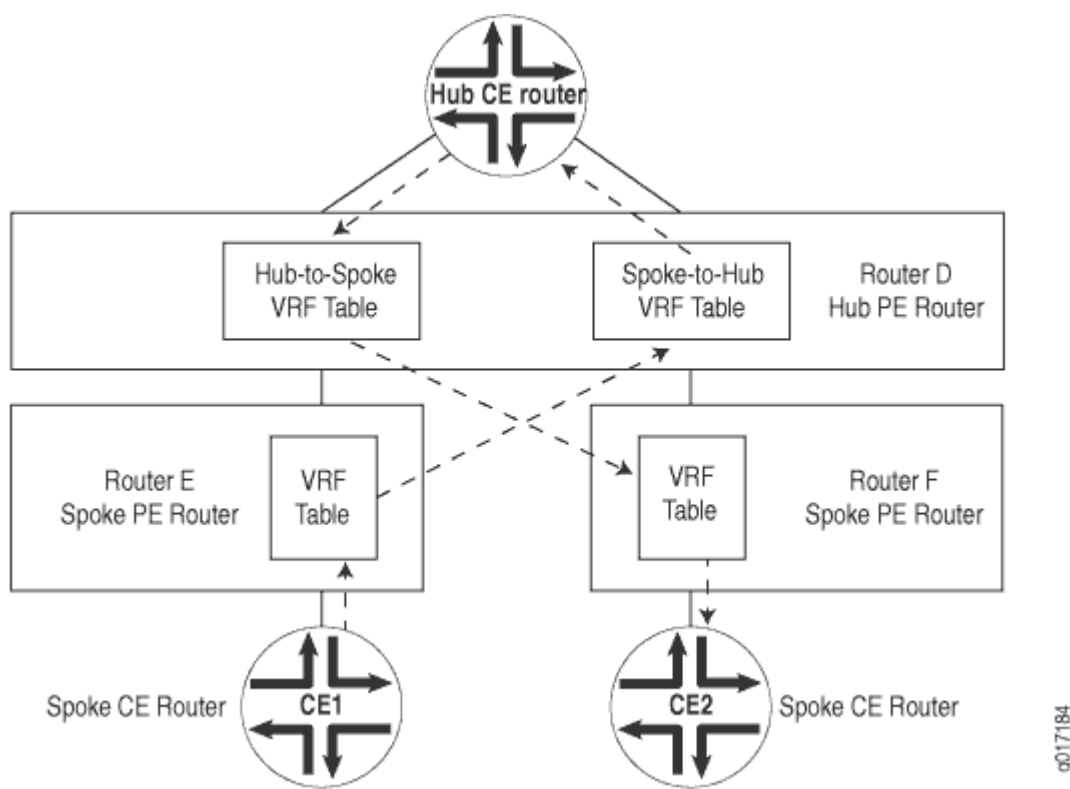 Hub CE router
Hub-to-Spoke
VRF Table
Spoke-to-Hub
VRF Table
Router D
Hub PE Router
Router E
Spoke PE Router
VRF
Table
VRF
Table
Router F
Spoke PE Router
Spoke CE Router
CE1
CE2
Spoke CE Router
g017184